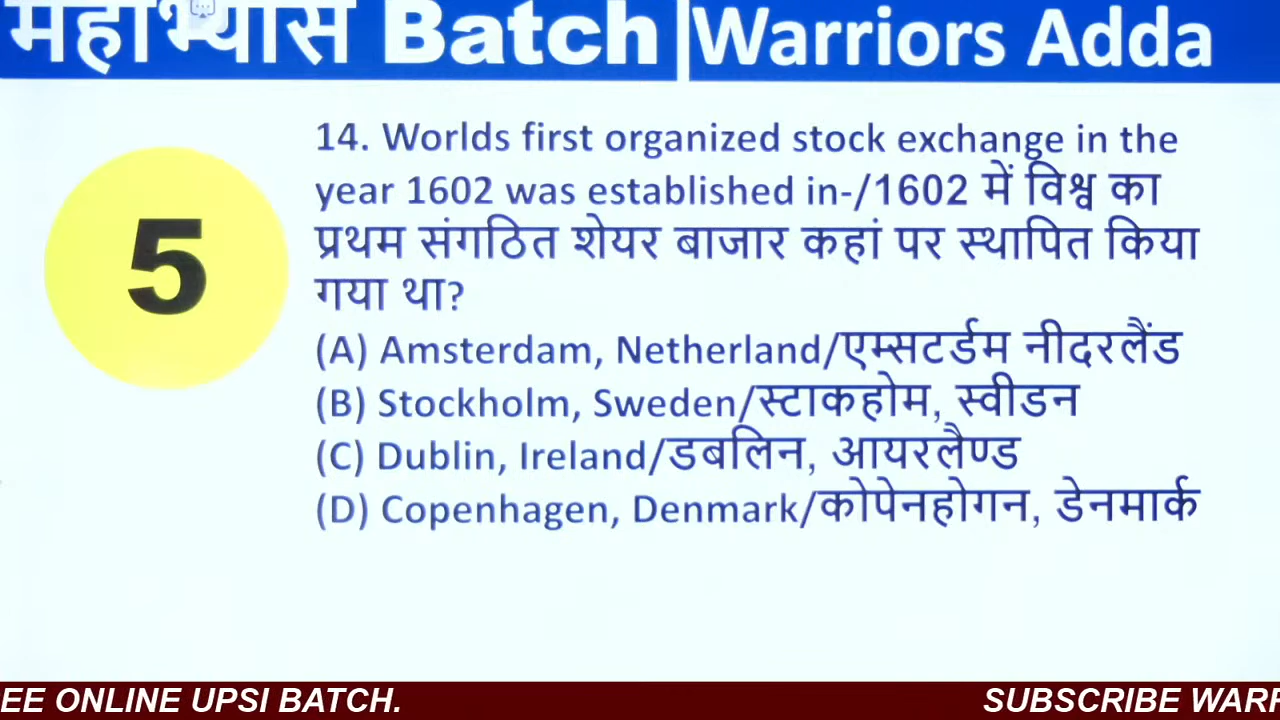 महाभ्यास Batch Warriors Adda
5
14. Worlds first organized stock exchange in the
year 1602 was established in-/1602 में विश्व का
प्रथम संगठित शेयर बाजार कहां पर स्थापित किया
गया था?
(A) Amsterdam, Netherland/एम्सटर्डम नीदरलैंड
(B) Stockholm, Sweden/स्टाकहोम, स्वीडन
(C) Dublin, Ireland/डबलिन, आयरलैण्ड
(D) Copenhagen, Denmark/कोपेनहोगन, डेनमार्क
EE ONLINE UPSI BATCH. SUBSCRIBE WARR